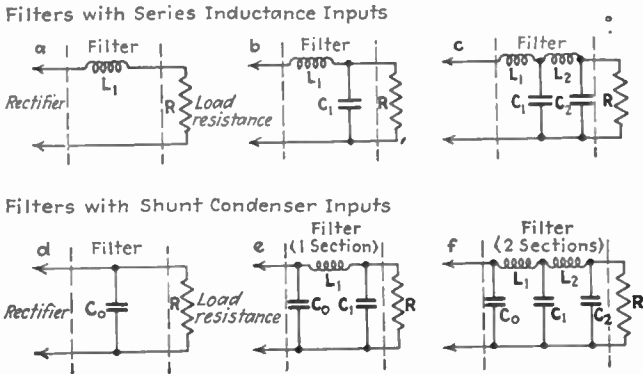 Filters with Series Inductance Inputs
a Filter
L₁
Rectifier
R Load
resistance
b Filter
L₁
C₁ R
c Filter
L₁ L₂
C₁ C₂ R
Filters with Shunt Condenser Inputs
d Filter
Rectifier
C₀
R Load
resistance
e Filter
(1 Section)
L₁
C₀ C₁ R
f Filter
(2 Sections)
L₁ L₂
C₀ C₁ C₂ R